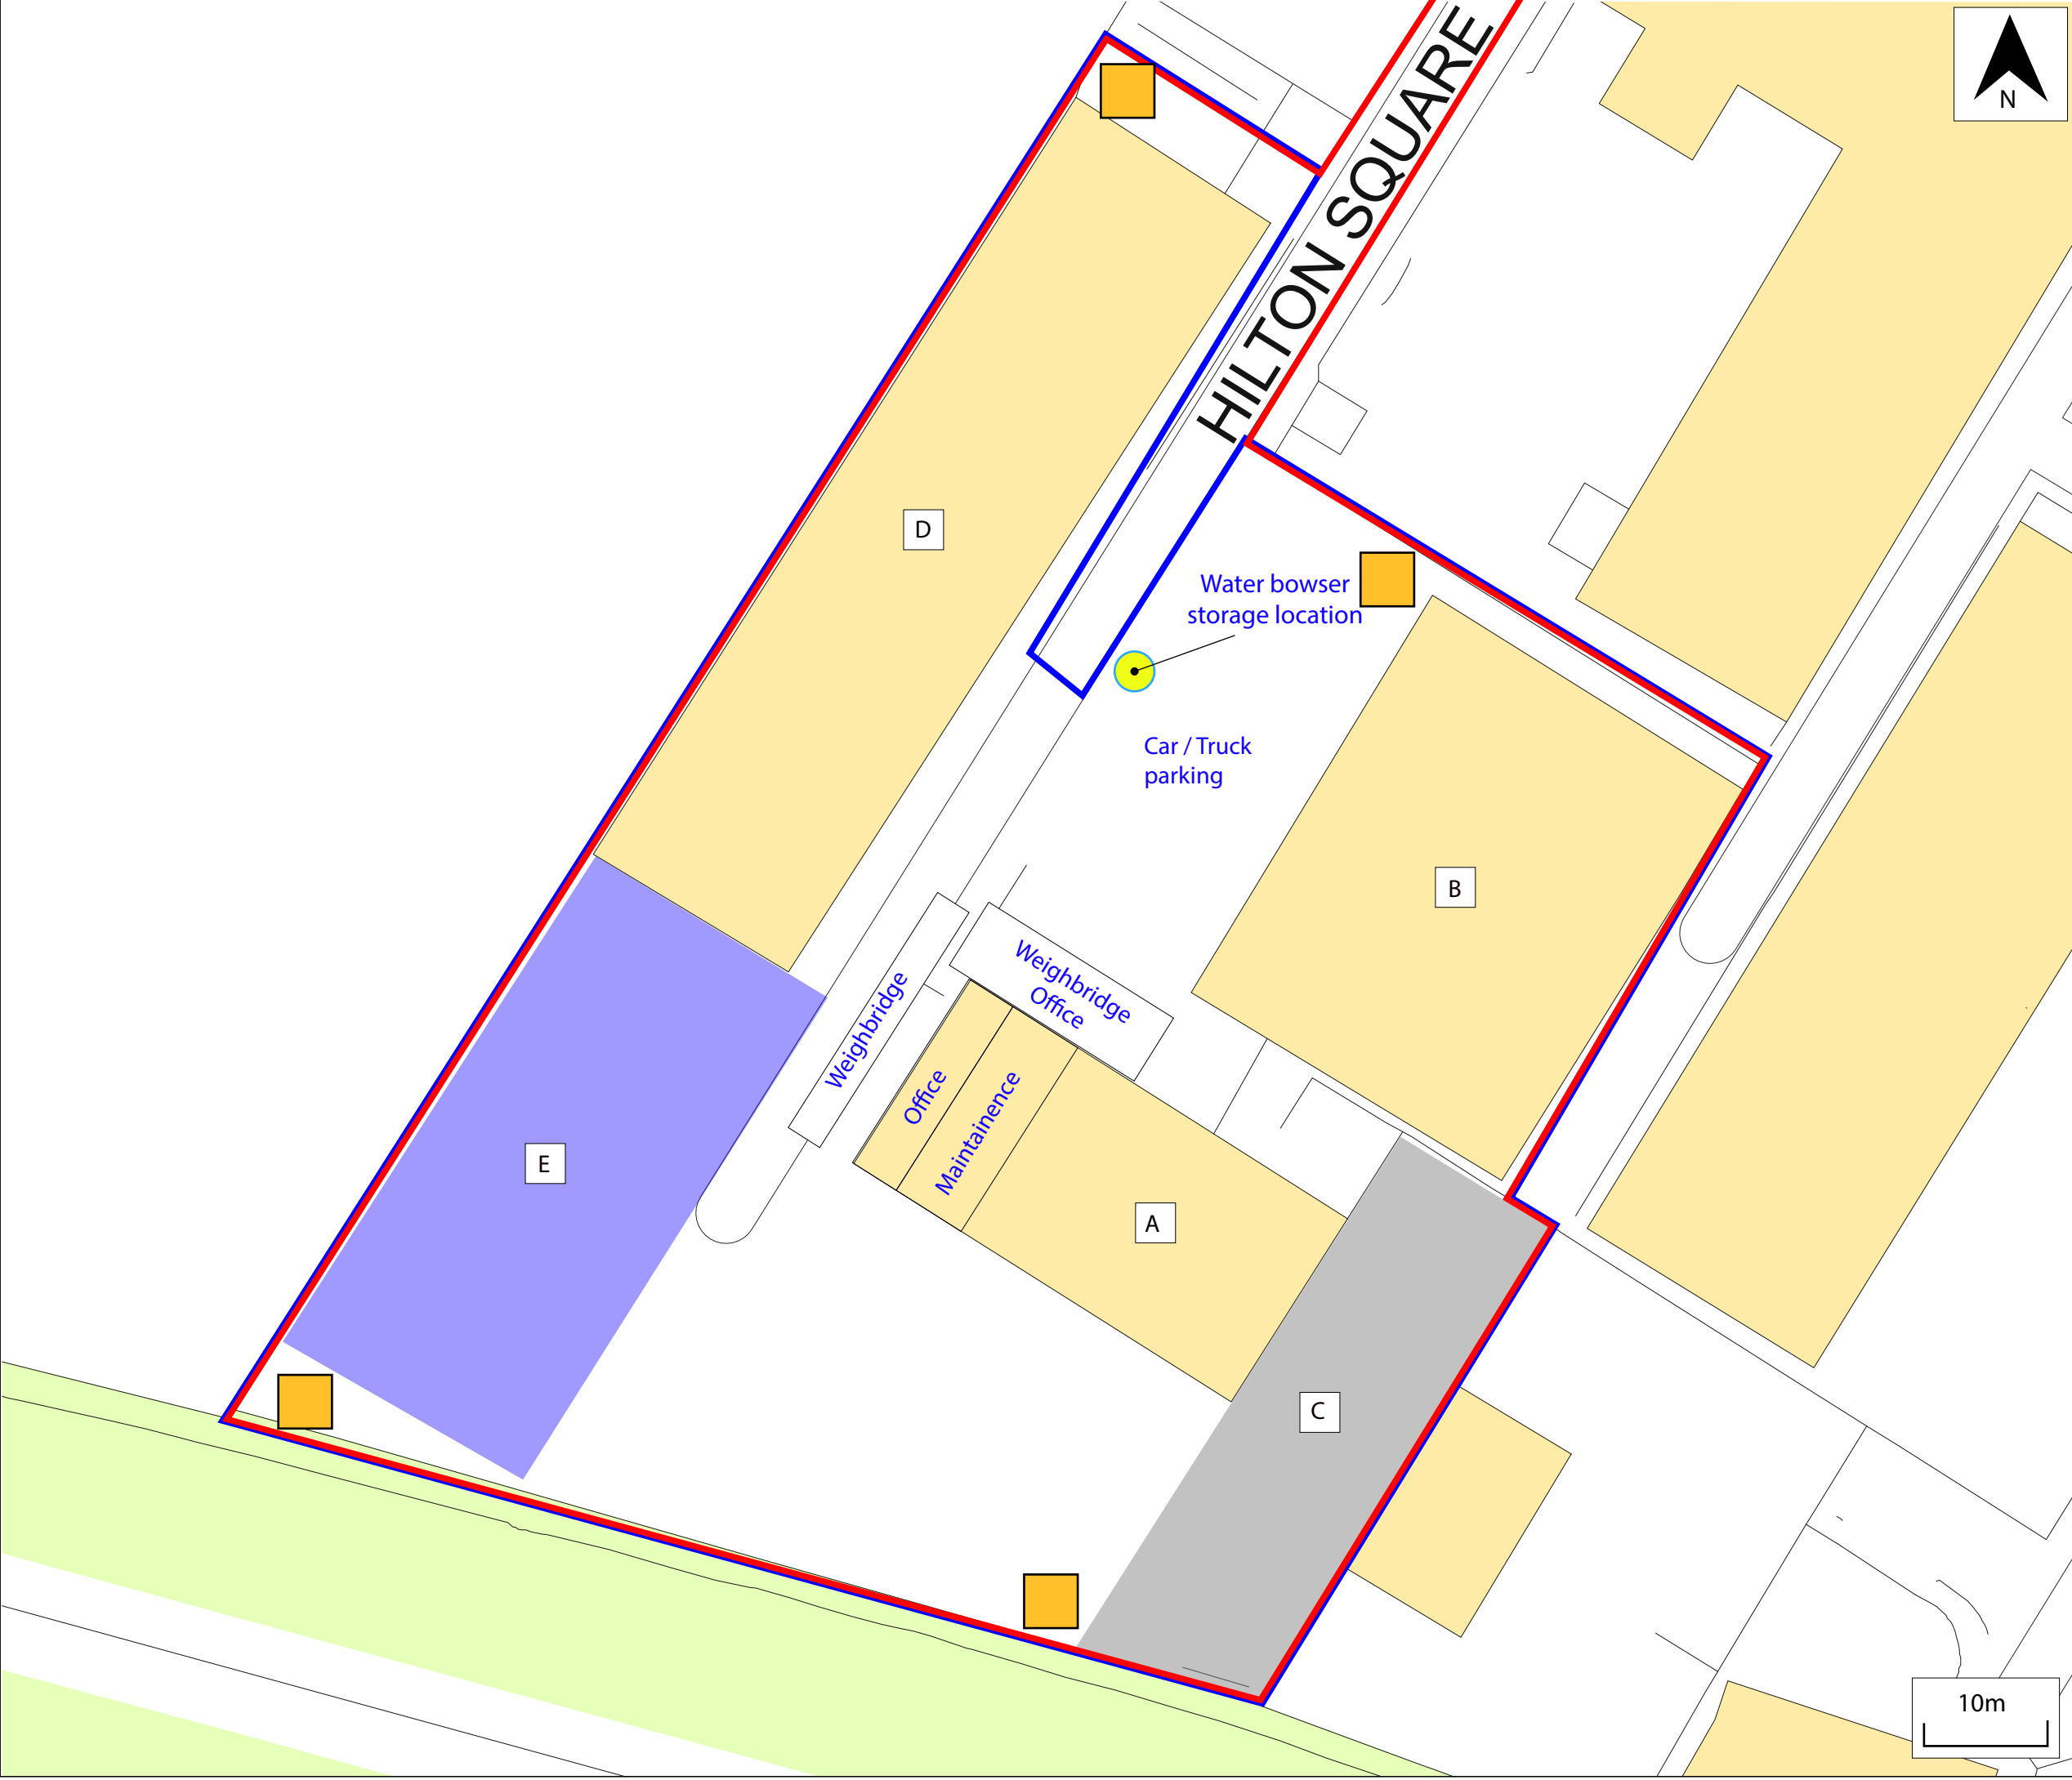 N
HILTON SQUARE
D
Water bowser
storage location
Car / Truck
parking
B
Weighbridge
Office
Weighbridge
Office
Maintainence
E
A
C
10m